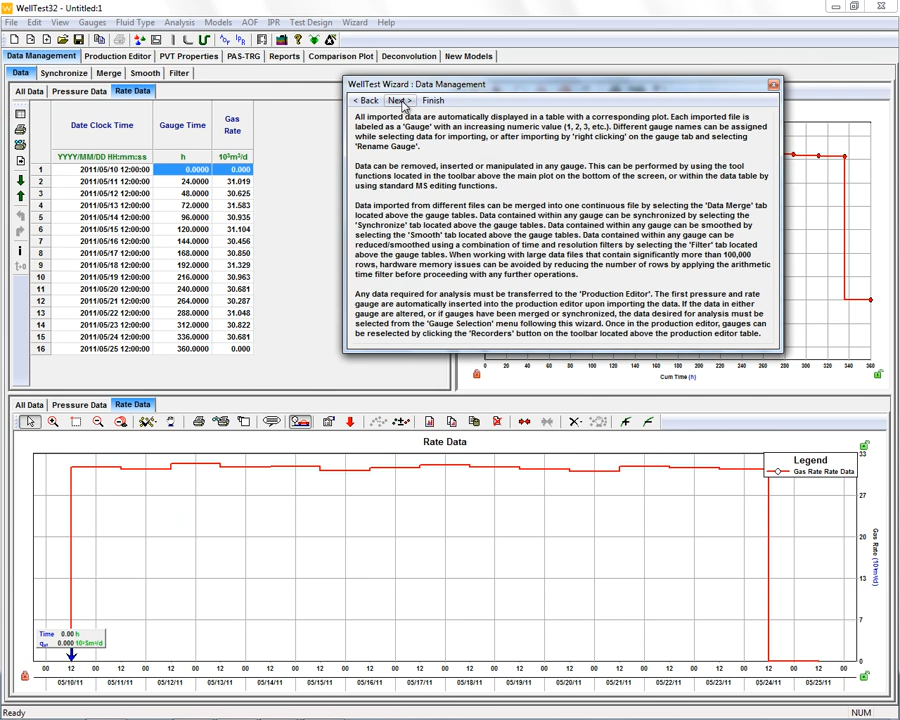 WellTest32 - Untitled:1
File Edit View Gauges Fluid Type Analysis Models AOF IPR Test Design Wizard Help
Data Management Production Editor PVT Properties PAS-TRG Reports Comparison Plot Deconvolution New Models
Data Synchronize Merge Smooth Filter
All Data Pressure Data Rate Data
Date Clock Time Gauge Time Gas Rate
YYYY/MM/DD HH:mm:ss h 10³m³/d
1 2011/05/10 12:00:00 0.0000 0.000
2 2011/05/11 12:00:00 24.0000 31.019
3 2011/05/12 12:00:00 48.0000 30.625
4 2011/05/13 12:00:00 72.0000 31.583
5 2011/05/14 12:00:00 96.0000 30.935
6 2011/05/15 12:00:00 120.0000 31.104
7 2011/05/16 12:00:00 144.0000 30.456
8 2011/05/17 12:00:00 168.0000 30.850
9 2011/05/18 12:00:00 192.0000 31.329
10 2011/05/19 12:00:00 216.0000 30.963
11 2011/05/20 12:00:00 240.0000 30.681
12 2011/05/21 12:00:00 264.0000 30.287
13 2011/05/22 12:00:00 288.0000 31.048
14 2011/05/23 12:00:00 312.0000 30.822
15 2011/05/24 12:00:00 336.0000 30.681
16 2011/05/25 12:00:00 360.0000 0.000
WellTest Wizard : Data Management
< Back Next > Finish
All imported data are automatically displayed in a table with a corresponding plot. Each imported file is
labeled as a 'Gauge' with an increasing numeric value (1, 2, 3, etc.). Different gauge names can be assigned
while selecting data for importing, or after importing by 'right clicking' on the gauge tab and selecting
'Rename Gauge'.
Data can be removed, inserted or manipulated in any gauge. This can be performed by using the tool
functions located in the toolbar above the main plot on the bottom of the screen, or within the data table by
using standard MS editing functions.
Data imported from different files can be merged into one continuous file by selecting the 'Data Merge' tab
located above the gauge tables. Data contained within any gauge can be synchronized by selecting the
'Synchronize' tab located above the gauge tables. Data contained within any gauge can be smoothed by
selecting the 'Smooth' tab located above the gauge tables. Data contained within any gauge can be
reduced/smoothed using a combination of time and resolution filters by selecting the 'Filter' tab located
above the gauge tables. When working with large data files that contain significantly more than 100,000
rows, hardware memory issues can be avoided by reducing the number of rows by applying the arithmetic
time filter before proceeding with any further operations.
Any data required for analysis must be transferred to the 'Production Editor'. The first pressure and rate
gauge are automatically inserted into the production editor upon importing the data. If the data in either
gauge are altered, or if gauges have been merged or synchronized, the data desired for analysis must be
selected from the 'Gauge Selection' menu following this wizard. Once in the production editor, gauges can
be reselected by clicking the 'Recorders' button on the toolbar located above the production editor table.
0 20 40 60 80 100 120 140 160 180 200 220 240 260 280 300 320 340 360
Cum Time (h)
All Data Pressure Data Rate Data
Rate Data
Legend
Gas Rate Rate Data
33
27
20
13
7
0
Gas Rate (10³m³/d)
Time 0.00 h
0.000
00 12 00 12 00 12 00 12 00 12 00 12 00 12 00 12 00 12 00 12 00 12 00 12 00 12 00 12 00 12 00 12 00
05/10/11 05/11/11 05/12/11 05/13/11 05/14/11 05/15/11 05/16/11 05/17/11 05/18/11 05/19/11 05/20/11 05/21/11 05/22/11 05/23/11 05/24/11 05/25/11
Ready NUM